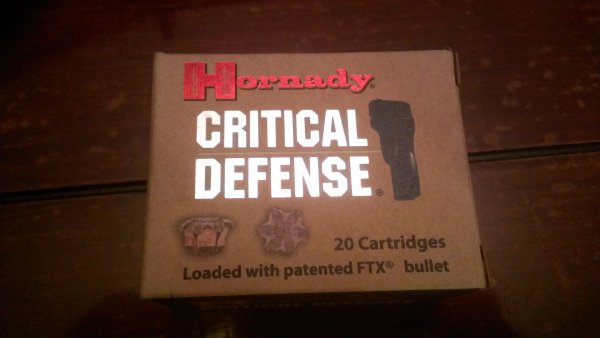 Hornady®
CRITICAL
DEFENSE®
20 Cartridges
Loaded with patented FTX® bullet